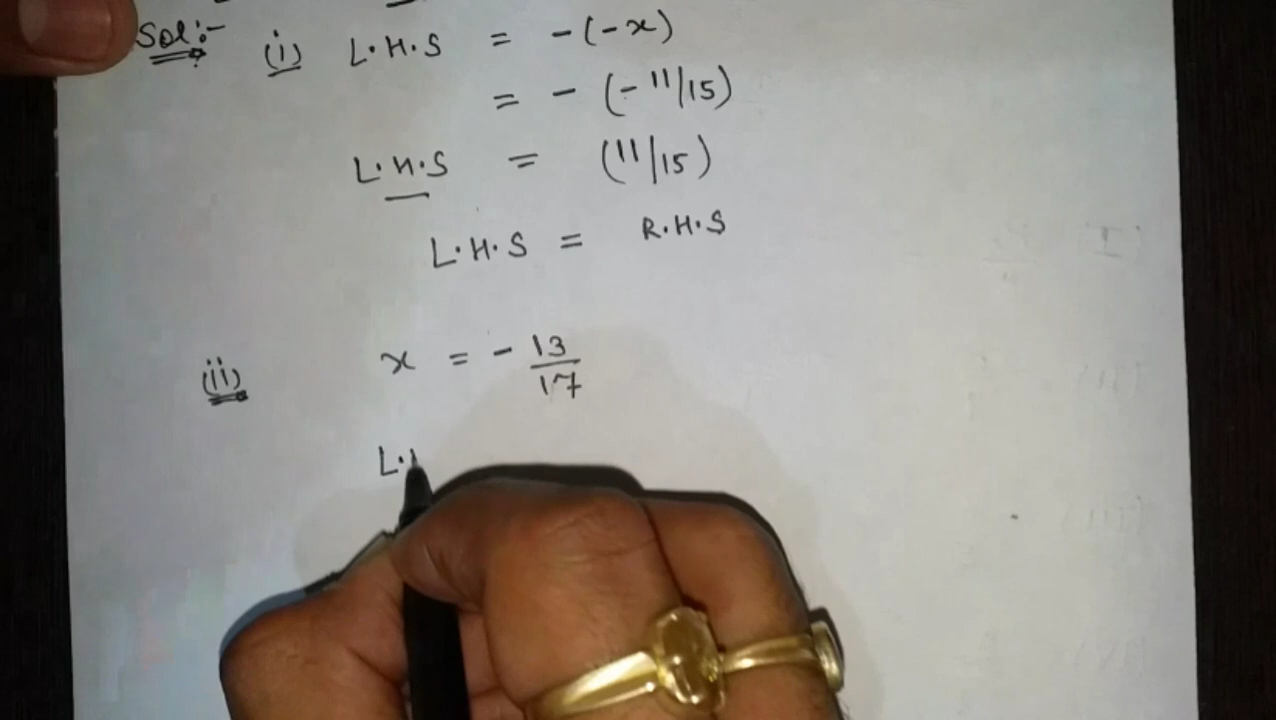 Sol:- (i) L.H.S = -(-x)
= - (- 11/15)
L.H.S = (11/15)
L.H.S = R.H.S
(ii) x = - 13/17
L.